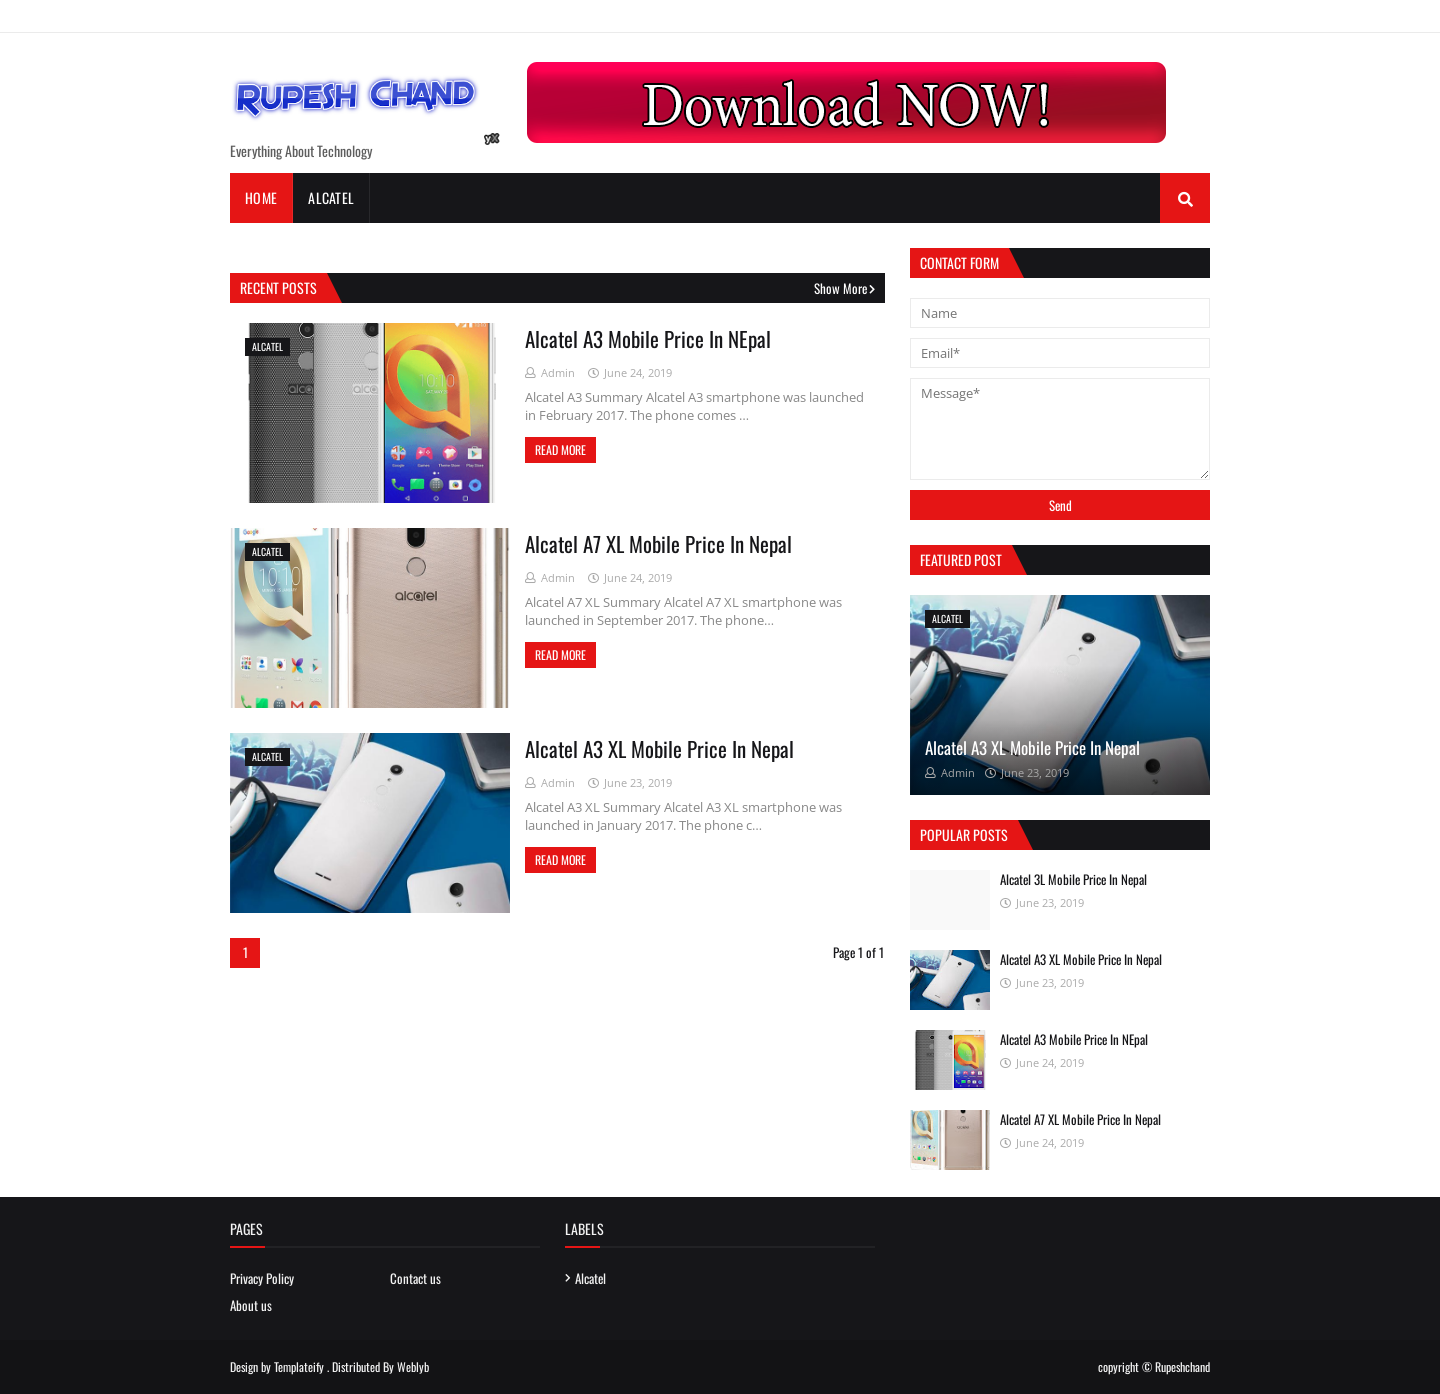 Rupesh Chand
Everything About Technology
Download NOW!
HOME
ALCATEL
RECENT POSTS
Show More
ALCATEL
Alcatel A3 Mobile Price In NEpal
Admin June 24, 2019
Alcatel A3 Summary Alcatel A3 smartphone was launched
in February 2017. The phone comes …
READ MORE
ALCATEL
alcatel
Alcatel A7 XL Mobile Price In Nepal
Admin June 24, 2019
Alcatel A7 XL Summary Alcatel A7 XL smartphone was
launched in September 2017. The phone…
READ MORE
ALCATEL
Alcatel A3 XL Mobile Price In Nepal
Admin June 23, 2019
Alcatel A3 XL Summary Alcatel A3 XL smartphone was
launched in January 2017. The phone c…
READ MORE
1
Page 1 of 1
CONTACT FORM
Name
Email*
Message*
Send
FEATURED POST
ALCATEL
Alcatel A3 XL Mobile Price In Nepal
Admin June 23, 2019
POPULAR POSTS
Alcatel 3L Mobile Price In Nepal
June 23, 2019
Alcatel A3 XL Mobile Price In Nepal
June 23, 2019
Alcatel A3 Mobile Price In NEpal
June 24, 2019
Alcatel A7 XL Mobile Price In Nepal
June 24, 2019
PAGES
Privacy Policy
Contact us
About us
LABELS
Alcatel
Design by Templateify . Distributed By Weblyb
copyright © Rupeshchand